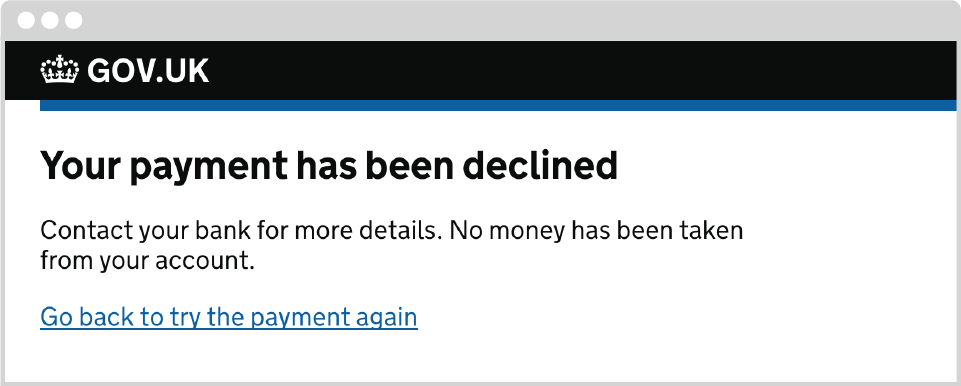 GOV.UK
Your payment has been declined
Contact your bank for more details. No money has been taken
from your account.
Go back to try the payment again